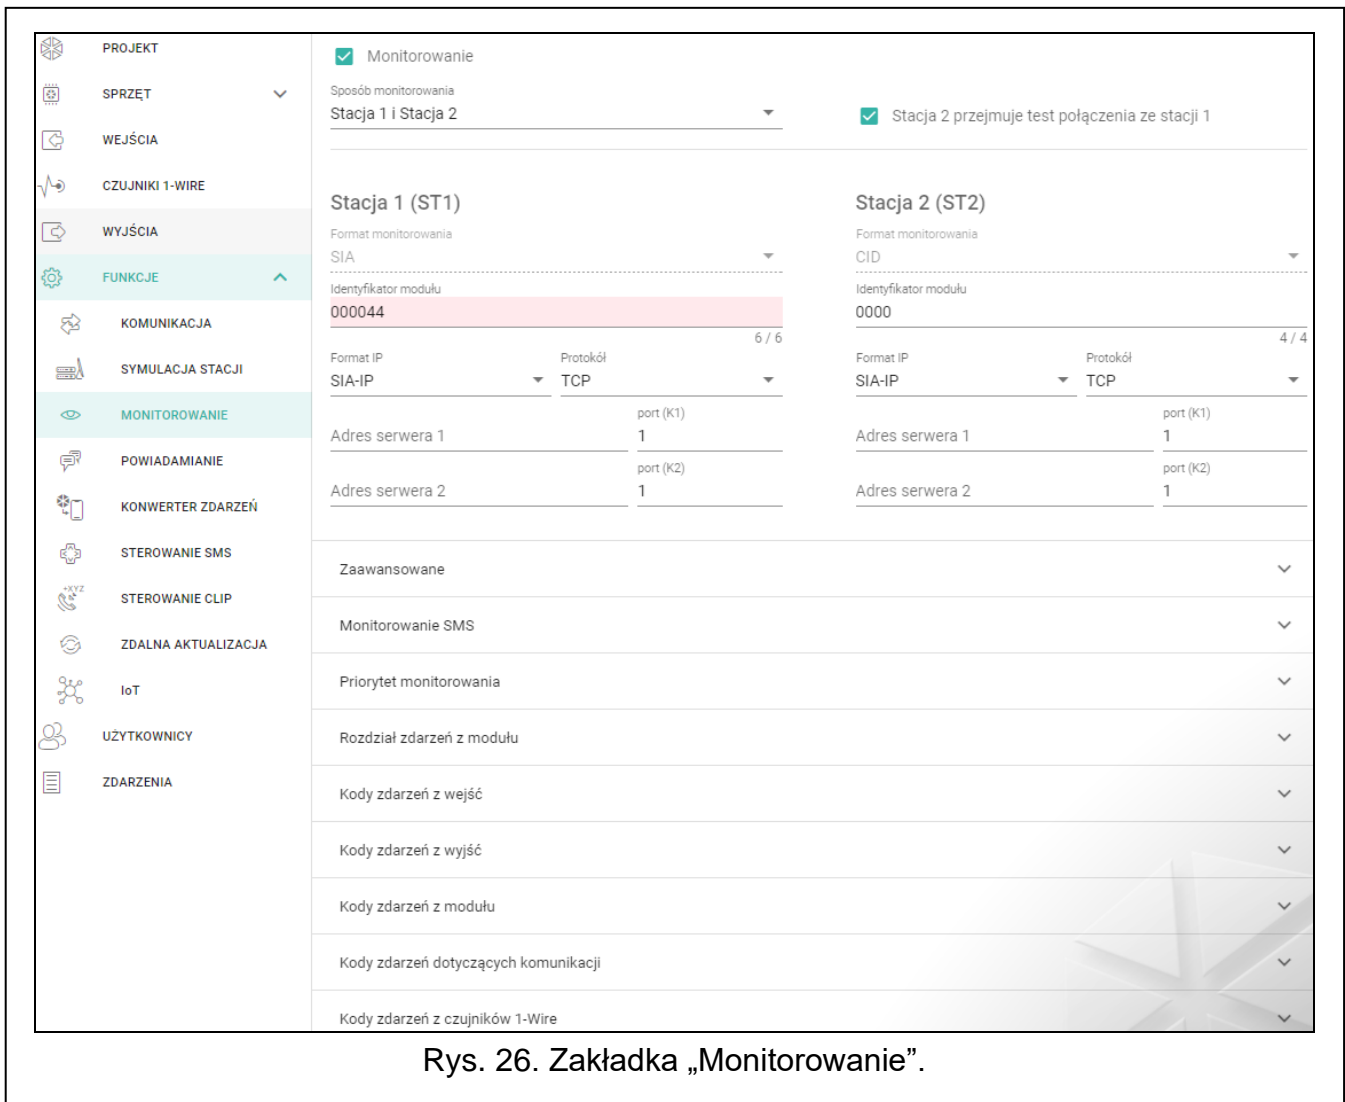 PROJEKT
SPRZĘT
WEJŚCIA
CZUJNIKI 1-WIRE
WYJŚCIA
FUNKCJE
KOMUNIKACJA
SYMULACJA STACJI
MONITOROWANIE
POWIADAMIANIE
KONWERTER ZDARZEŃ
STEROWANIE SMS
+XYZ
STEROWANIE CLIP
ZDALNA AKTUALIZACJA
IoT
UŻYTKOWNICY
ZDARZENIA
Monitorowanie
Sposób monitorowania
Stacja 1 i Stacja 2
Stacja 2 przejmuje test połączenia ze stacji 1
Stacja 1 (ST1)
Format monitorowania
SIA
Identyfikator modułu
000044
6 / 6
Format IP
SIA-IP
Protokół
TCP
port (K1)
Adres serwera 1
1
port (K2)
Adres serwera 2
1
Stacja 2 (ST2)
Format monitorowania
CID
Identyfikator modułu
0000
4 / 4
Format IP
SIA-IP
Protokół
TCP
port (K1)
Adres serwera 1
1
port (K2)
Adres serwera 2
1
Zaawansowane
Monitorowanie SMS
Priorytet monitorowania
Rozdział zdarzeń z modułu
Kody zdarzeń z wejść
Kody zdarzeń z wyjść
Kody zdarzeń z modułu
Kody zdarzeń dotyczących komunikacji
Kody zdarzeń z czujników 1-Wire
Rys. 26. Zakładka „Monitorowanie”.